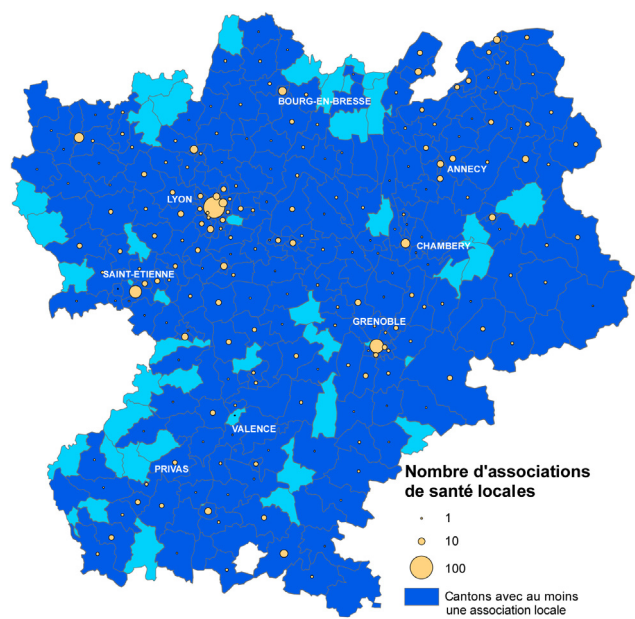 BOURG-EN-BRESSE
ANNECY
LYON
CHAMBERY
SAINT-ETIENNE
GRENOBLE
VALENCE
PRIVAS
Nombre d'associations
de santé locales
1
10
100
Cantons avec au moins
une association locale